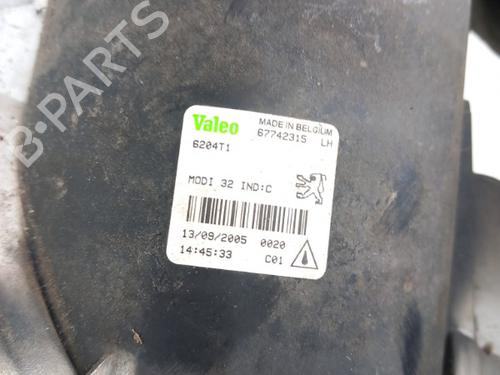 Valeo
MADE IN BELGIUM
67742315 LH
6204T1
MODI 32 IND:C
13/09/2005 0020
14:45:33 C01
B-PARTS